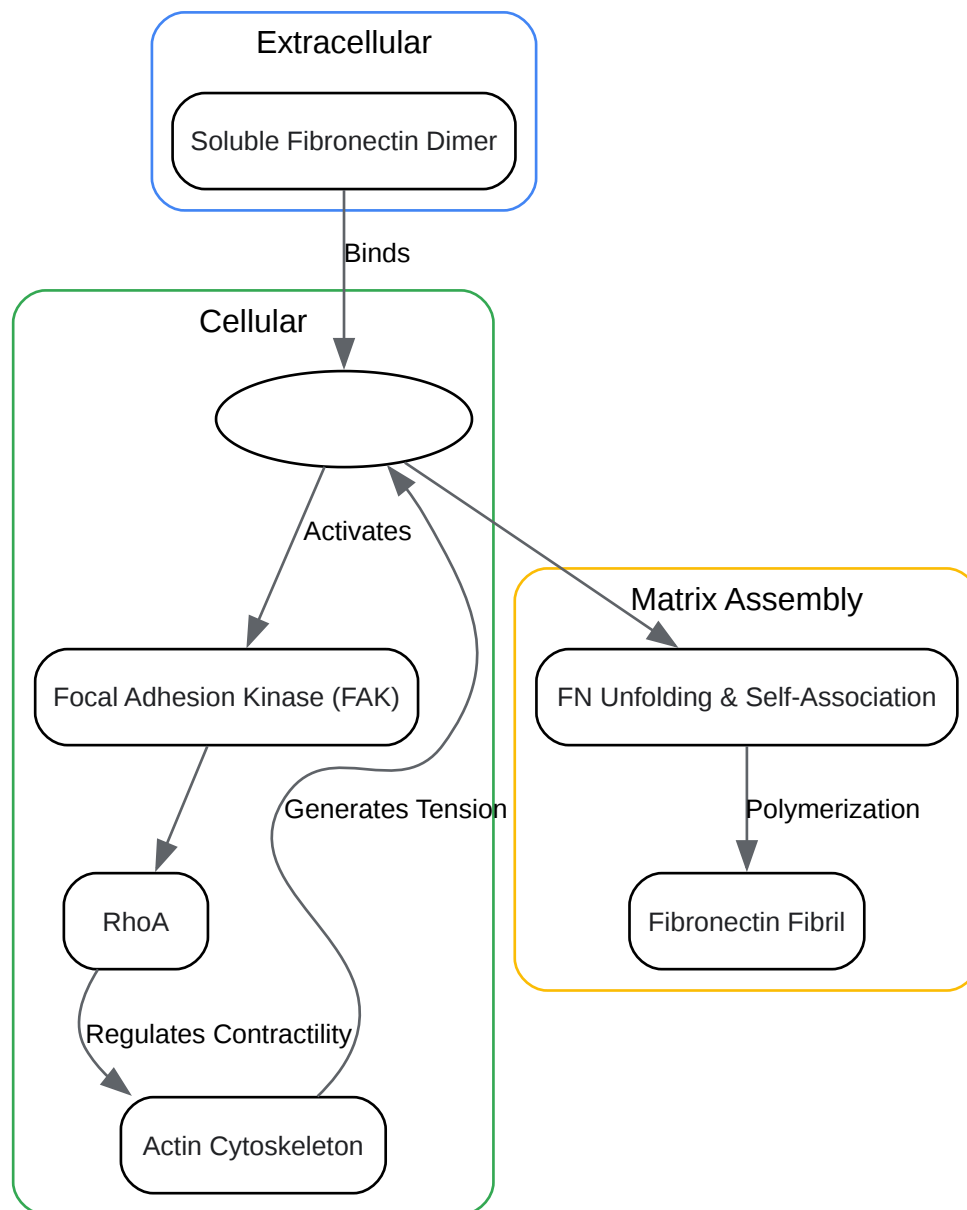 Extracellular
Soluble Fibronectin Dimer
Binds
Cellular
Activates
Matrix Assembly
Focal Adhesion Kinase (FAK)
FN Unfolding & Self-Association
Generates Tension
Polymerization
RhoA
Fibronectin Fibril
Regulates Contractility
Actin Cytoskeleton